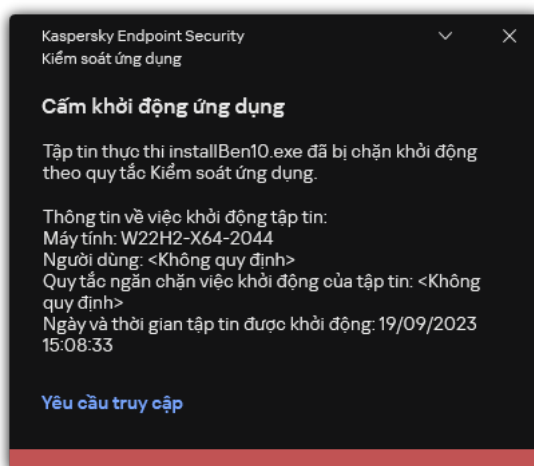 Kaspersky Endpoint Security
Kiểm soát ứng dụng
Cấm khởi động ứng dụng
Tập tin thực thi installBen10.exe đã bị chặn khởi động
theo quy tắc Kiểm soát ứng dụng.
Thông tin về việc khởi động tập tin:
Máy tính: W22H2-X64-2044
Người dùng: <Không quy định>
Quy tắc ngăn chặn việc khởi động của tập tin: <Không
quy định>
Ngày và thời gian tập tin được khởi động: 19/09/2023
15:08:33
Yêu cầu truy cập